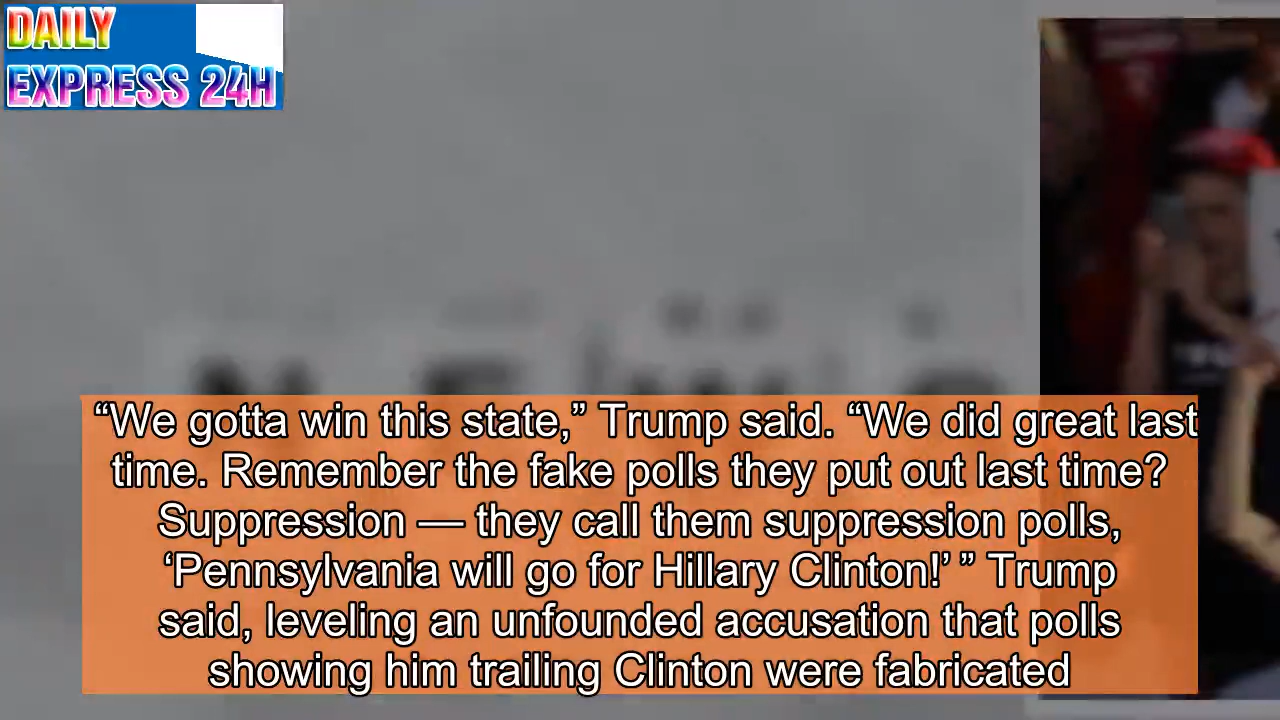 DAILY
EXPRESS 24H
“We gotta win this state,” Trump said. “We did great last
time. Remember the fake polls they put out last time?
Suppression — they call them suppression polls,
‘Pennsylvania will go for Hillary Clinton!’ ” Trump
said, leveling an unfounded accusation that polls
showing him trailing Clinton were fabricated